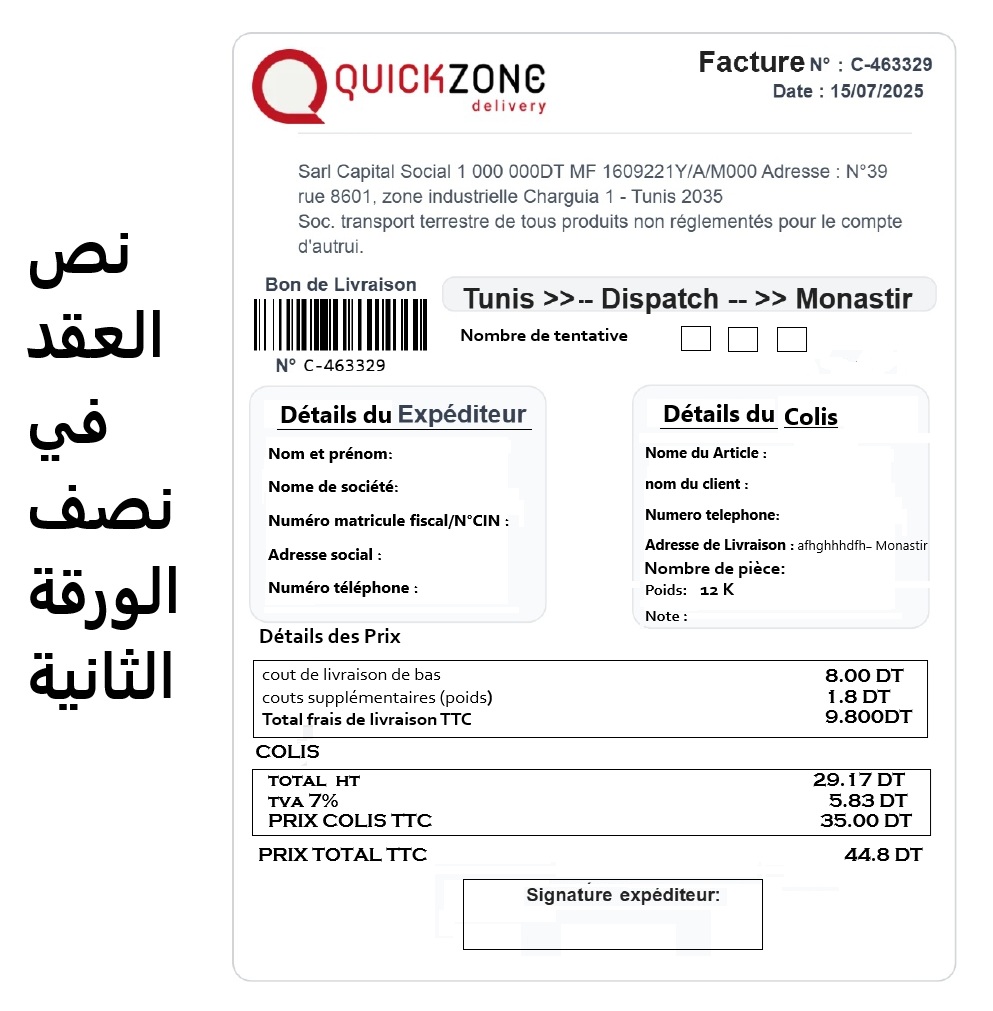 نص
العقد
في
نصف
الورقة
الثانية
QUICKZONE
delivery
Facture N° : C-463329
Date : 15/07/2025
Sarl Capital Social 1 000 000DT MF 1609221Y/A/M000 Adresse : N°39
rue 8601, zone industrielle Charguia 1 - Tunis 2035
Soc. transport terrestre de tous produits non réglementés pour le compte
d'autrui.
Bon de Livraison
N° C-463329
Tunis >>-- Dispatch -- >> Monastir
Nombre de tentative
Détails du Expéditeur
Nom et prénom:
Nome de société:
Numéro matricule fiscal/N°CIN :
Adresse social :
Numéro téléphone :
Détails du Colis
Nome du Article :
nom du client :
Numero telephone:
Adresse de Livraison : afhghhhdfh– Monastir
Nombre de pièce:
Poids: 12 K
Note :
Détails des Prix
cout de livraison de bas 8.00 DT
couts supplémentaires (poids) 1.8 DT
Total frais de livraison TTC 9.800DT
COLIS
TOTAL HT 29.17 DT
TVA 7% 5.83 DT
PRIX COLIS TTC 35.00 DT
PRIX TOTAL TTC 44.8 DT
Signature expéditeur: